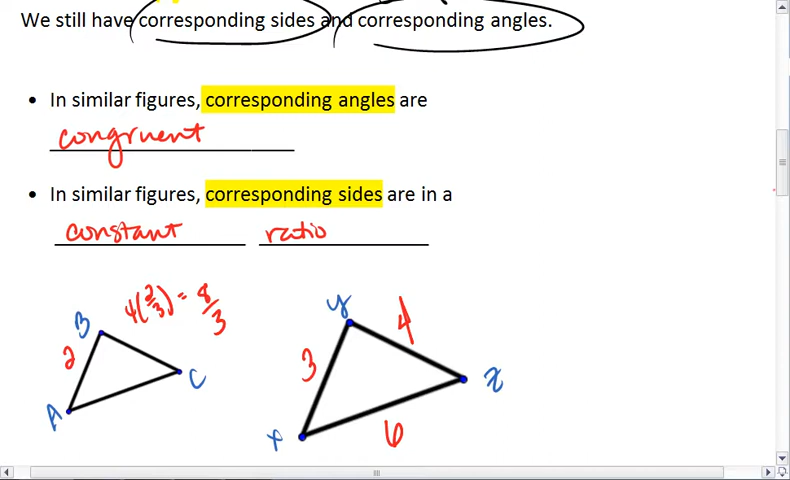 We still have corresponding sides and corresponding angles.
• In similar figures, corresponding angles are
congruent
• In similar figures, corresponding sides are in a
constant ratio
4(2/3) = 8/3
B
y
4
2
3
C
z
A
6
x